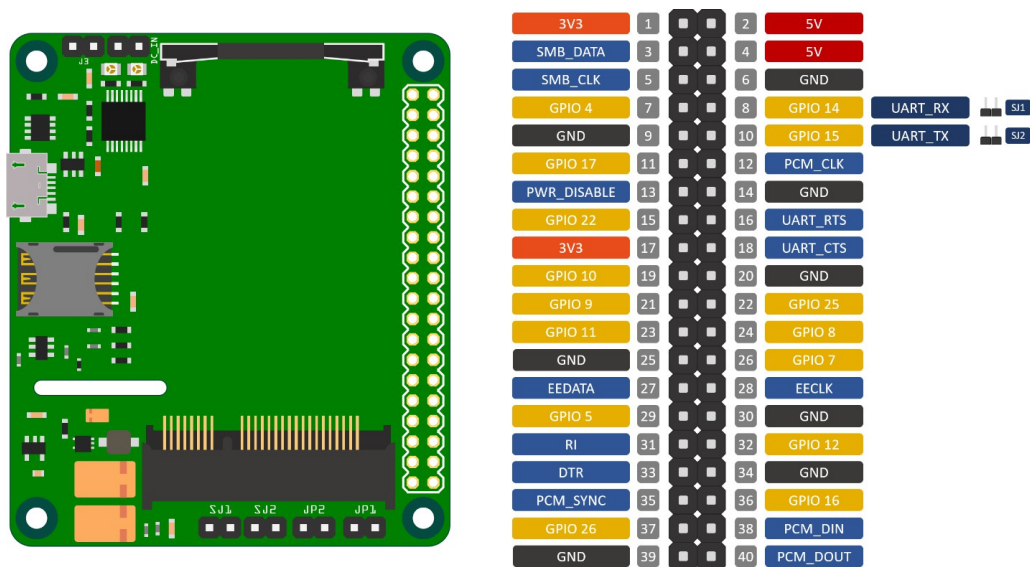 J3
DC_IN
SJ1
SJ2
JP2
JP1
3V3 1 2 5V
SMB_DATA 3 4 5V
SMB_CLK 5 6 GND
GPIO 4 7 8 GPIO 14 UART_RX SJ1
GND 9 10 GPIO 15 UART_TX SJ2
GPIO 17 11 12 PCM_CLK
PWR_DISABLE 13 14 GND
GPIO 22 15 16 UART_RTS
3V3 17 18 UART_CTS
GPIO 10 19 20 GND
GPIO 9 21 22 GPIO 25
GPIO 11 23 24 GPIO 8
GND 25 26 GPIO 7
EEDATA 27 28 EECLK
GPIO 5 29 30 GND
RI 31 32 GPIO 12
DTR 33 34 GND
PCM_SYNC 35 36 GPIO 16
GPIO 26 37 38 PCM_DIN
GND 39 40 PCM_DOUT